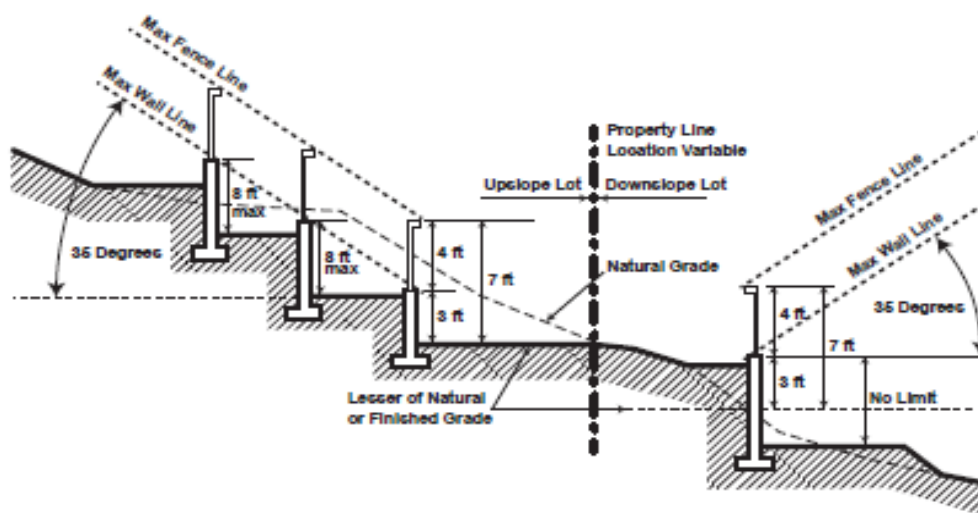 Max Fence Line
Max Wall Line
8 ft
max
35 Degrees
8 ft
max
4 ft
3 ft
7 ft
Property Line
Location Variable
Upslope Lot
Downslope Lot
Natural Grade
Lesser of Natural
or Finished Grade
Max Fence Line
Max Wall Line
35 Degrees
4 ft
7 ft
3 ft
No Limit